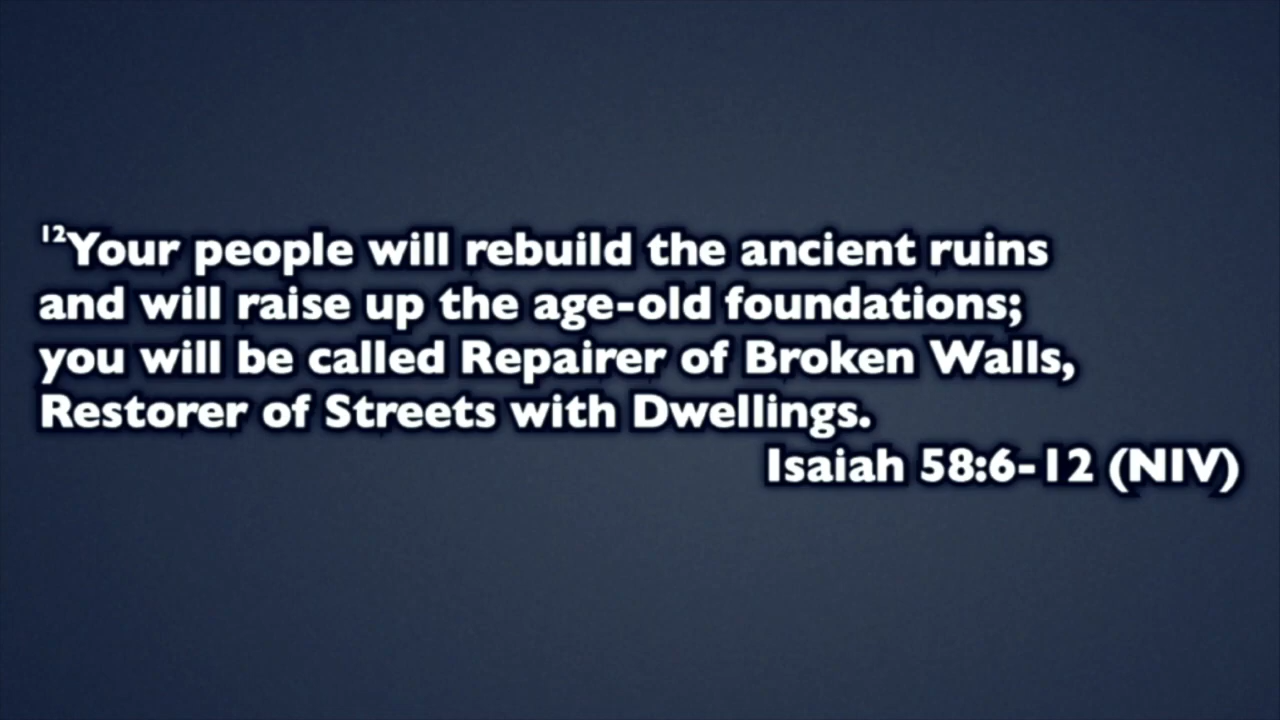 ¹²Your people will rebuild the ancient ruins
and will raise up the age-old foundations;
you will be called Repairer of Broken Walls,
Restorer of Streets with Dwellings.
Isaiah 58:6-12 (NIV)